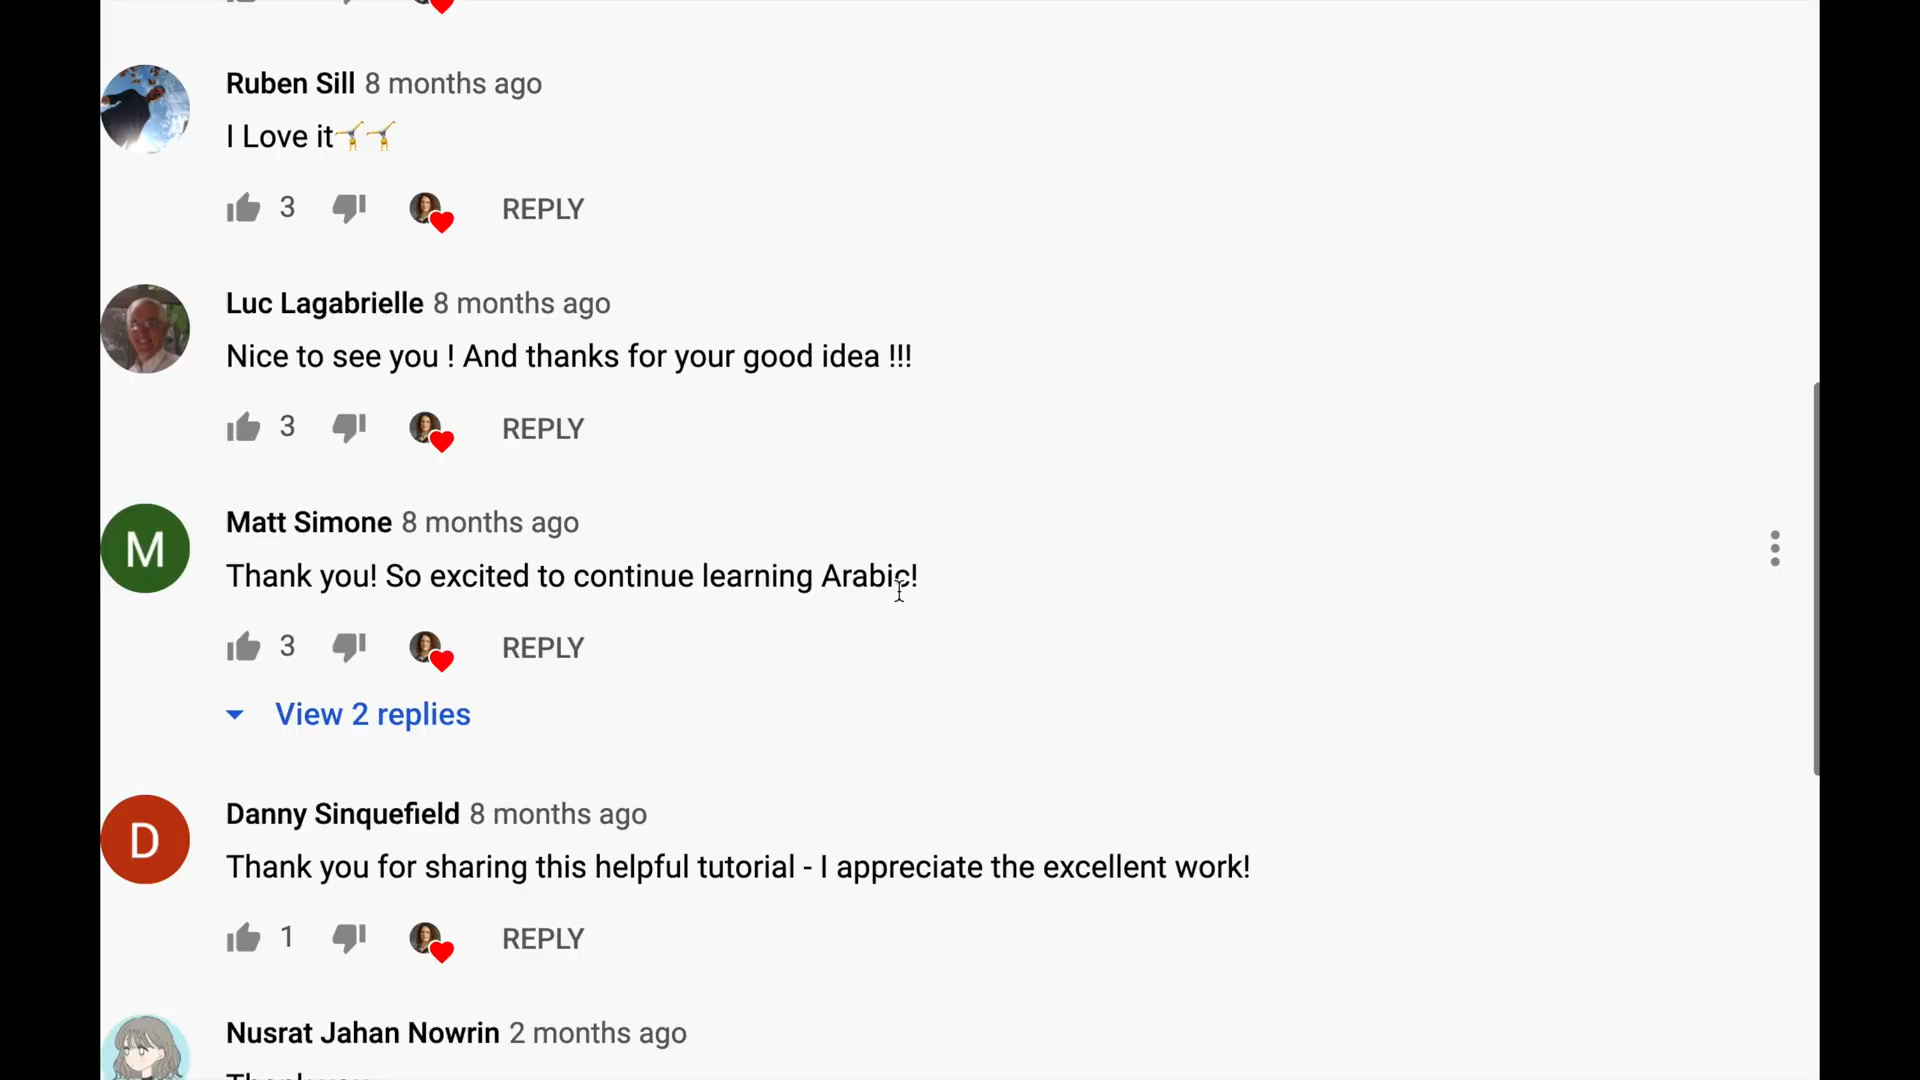 Ruben Sill 8 months ago
I Love it🤸🤸
3 REPLY
Luc Lagabrielle 8 months ago
Nice to see you ! And thanks for your good idea !!!
3 REPLY
M
Matt Simone 8 months ago
Thank you! So excited to continue learning Arabic!
3 REPLY
View 2 replies
D
Danny Sinquefield 8 months ago
Thank you for sharing this helpful tutorial - I appreciate the excellent work!
1 REPLY
Nusrat Jahan Nowrin 2 months ago